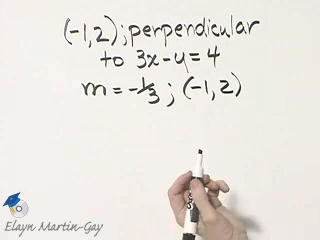 (-1,2); perpendicular
to 3x-y=4
m = -1/3 ; (-1,2)
Elayn Martin-Gay